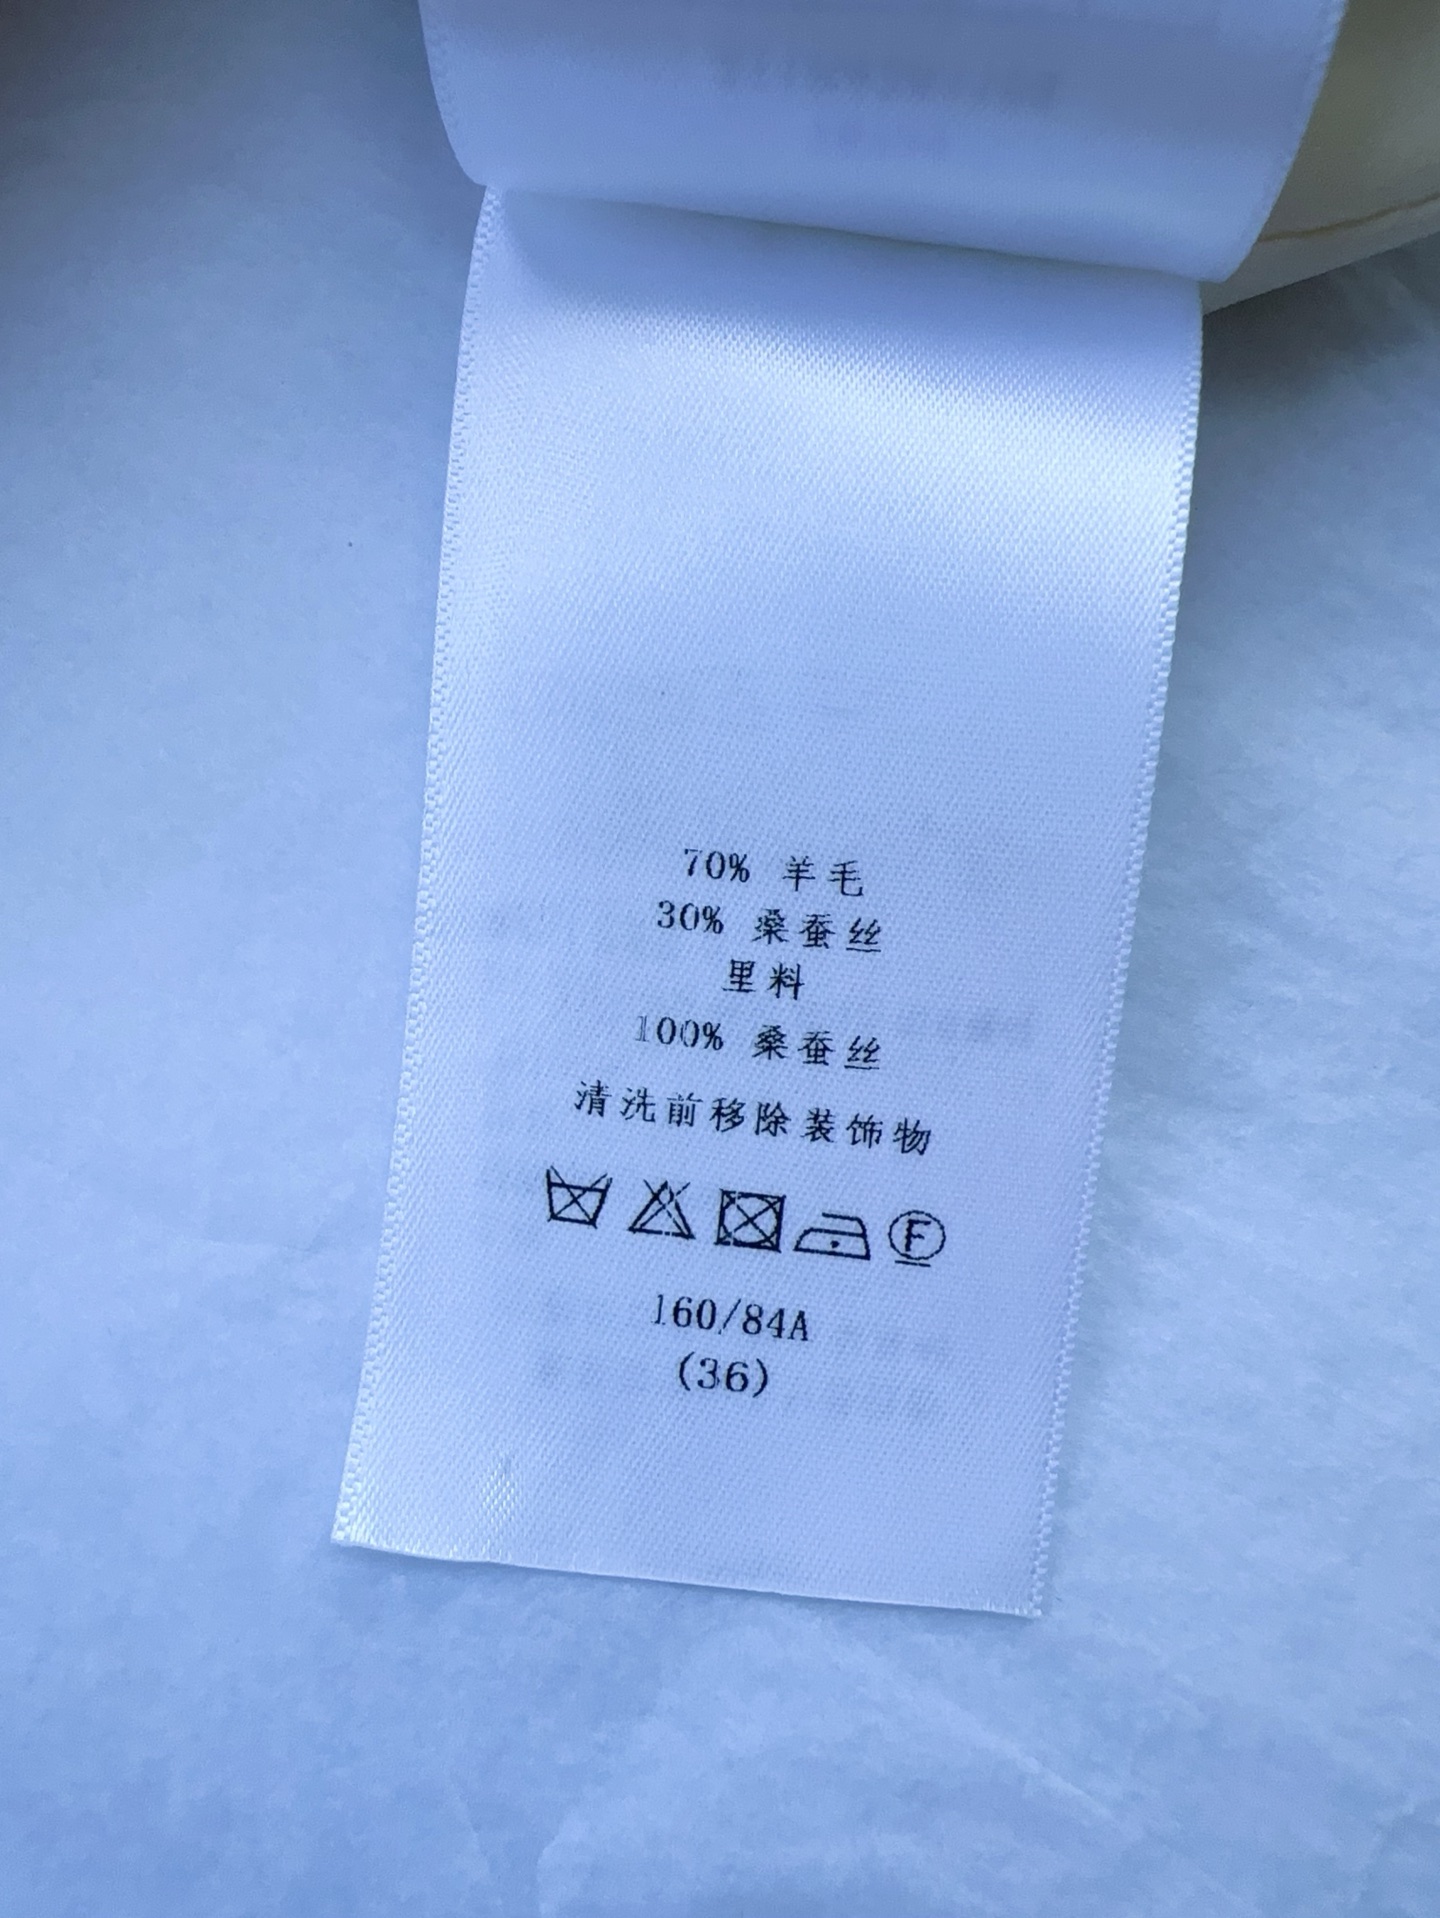 70% 羊毛
30% 桑蚕丝
里料
100% 桑蚕丝
清洗前移除装饰物
F
160/84A
(36)